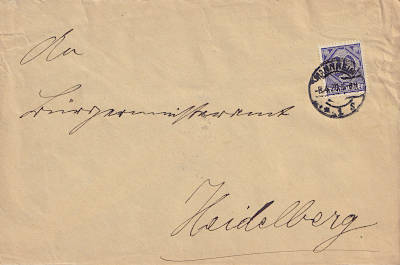 An
Bürgermeisteramt
Heidelberg.